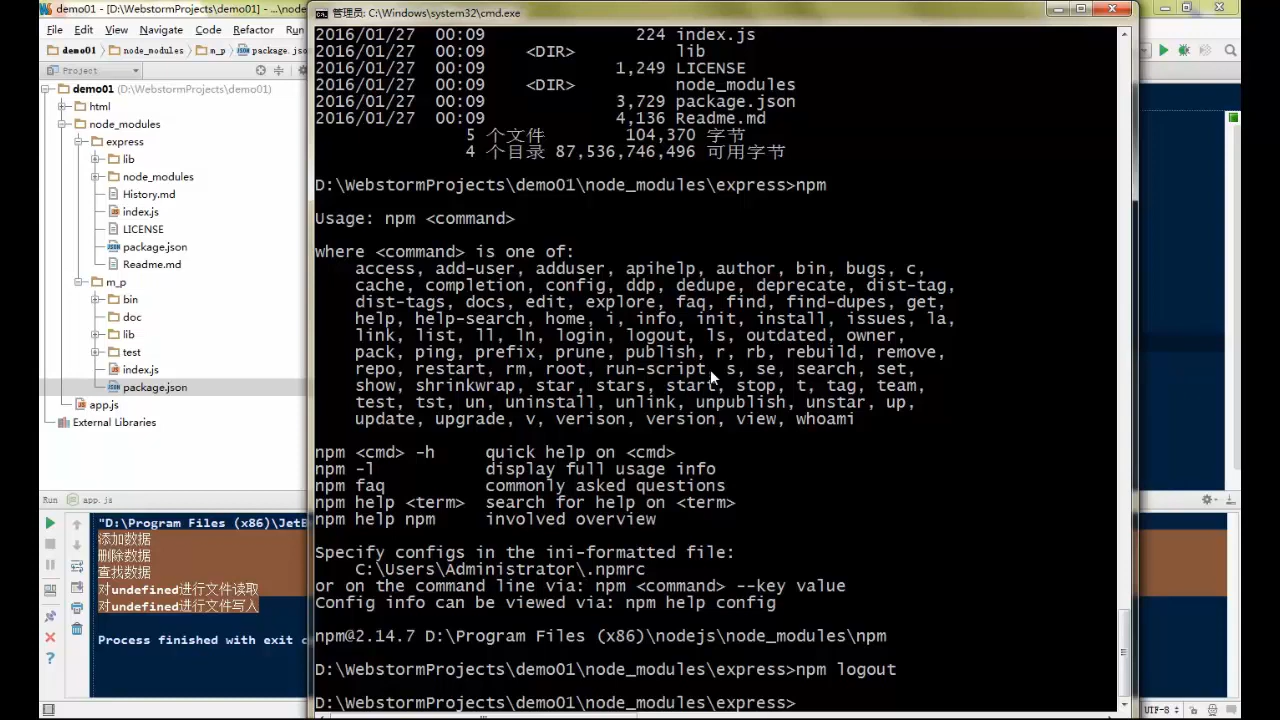 demo01 - [D:\WebstormProjects\demo01] - ...\node
File Edit View Navigate Code Refactor Run
demo01 node_modules m_p package.json
Project
demo01 (D:\WebstormProjects\demo01)
html
node_modules
express
lib
node_modules
History.md
index.js
LICENSE
package.json
Readme.md
m_p
bin
doc
lib
test
index.js
package.json
app.js
External Libraries
管理员: C:\Windows\system32\cmd.exe
2016/01/27  00:09               224 index.js
2016/01/27  00:09    <DIR>          lib
2016/01/27  00:09             1,249 LICENSE
2016/01/27  00:09    <DIR>          node_modules
2016/01/27  00:09             3,729 package.json
2016/01/27  00:09             4,136 Readme.md
5 个文件        104,370 字节
4 个目录 87,536,746,496 可用字节
D:\WebstormProjects\demo01\node_modules\express>npm
Usage: npm <command>
where <command> is one of:
access, add-user, adduser, apihelp, author, bin, bugs, c,
cache, completion, config, ddp, dedupe, deprecate, dist-tag,
dist-tags, docs, edit, explore, faq, find, find-dupes, get,
help, help-search, home, i, info, init, install, issues, la,
link, list, ll, ln, login, logout, ls, outdated, owner,
pack, ping, prefix, prune, publish, r, rb, rebuild, remove,
repo, restart, rm, root, run-script, s, se, search, set,
show, shrinkwrap, star, stars, start, stop, t, tag, team,
test, tst, un, uninstall, unlink, unpublish, unstar, up,
update, upgrade, v, verison, version, view, whoami
npm <cmd> -h     quick help on <cmd>
npm -l           display full usage info
npm faq          commonly asked questions
npm help <term>  search for help on <term>
npm help npm     involved overview
Specify configs in the ini-formatted file:
C:\Users\Administrator\.npmrc
or on the command line via: npm <command> --key value
Config info can be viewed via: npm help config
npm@2.14.7 D:\Program Files (x86)\nodejs\node_modules\npm
D:\WebstormProjects\demo01\node_modules\express>npm logout
D:\WebstormProjects\demo01\node_modules\express>
Run app.js
"D:\Program Files (x86)\JetB
添加数据
删除数据
查找数据
对undefined进行文件读取
对undefined进行文件写入
Process finished with exit c
UTF-8